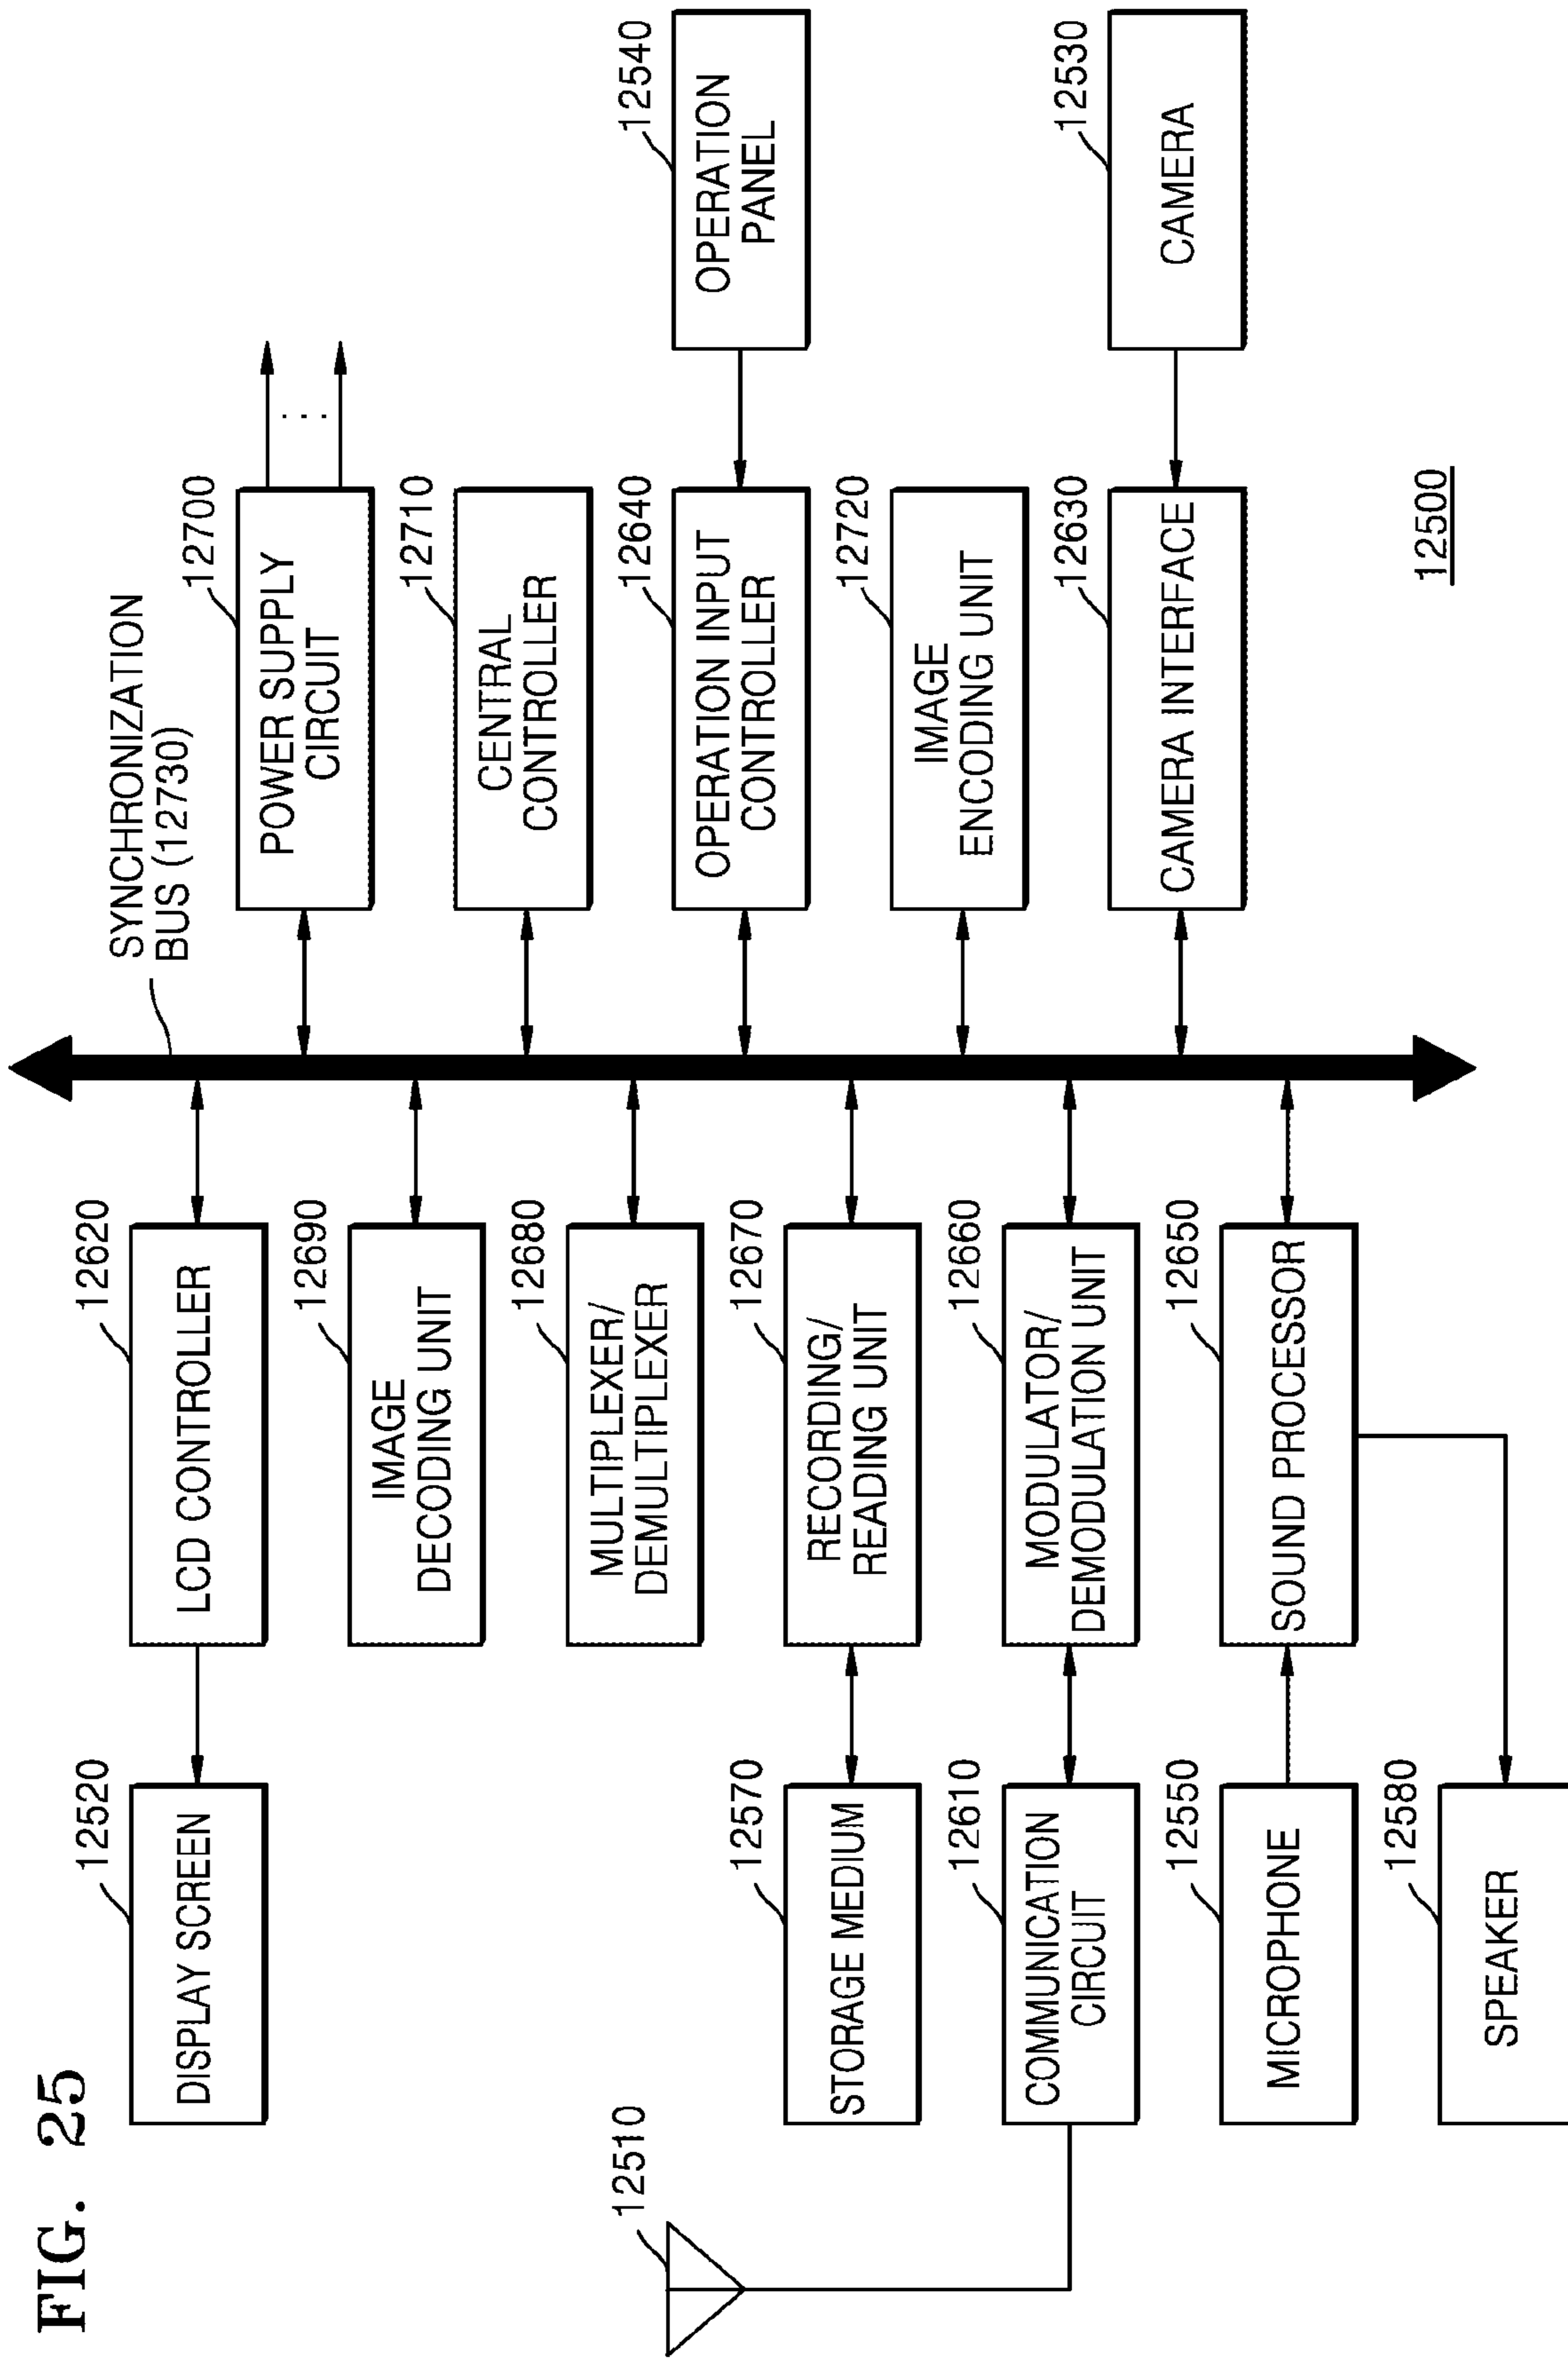 FIG. 25
SYNCHRONIZATION
BUS (12730)
12520
DISPLAY SCREEN
12620
LCD CONTROLLER
12700
POWER SUPPLY
CIRCUIT
12690
IMAGE
DECODING UNIT
12710
CENTRAL
CONTROLLER
12510
12680
MULTIPLEXER/
DEMULTIPLEXER
12640
OPERATION INPUT
CONTROLLER
12540
OPERATION
PANEL
12570
STORAGE MEDIUM
12670
RECORDING/
READING UNIT
12720
IMAGE
ENCODING UNIT
12610
COMMUNICATION
CIRCUIT
12660
MODULATOR/
DEMODULATION UNIT
12630
CAMERA INTERFACE
12530
CAMERA
12550
MICROPHONE
12650
SOUND PROCESSOR
12580
SPEAKER
12500